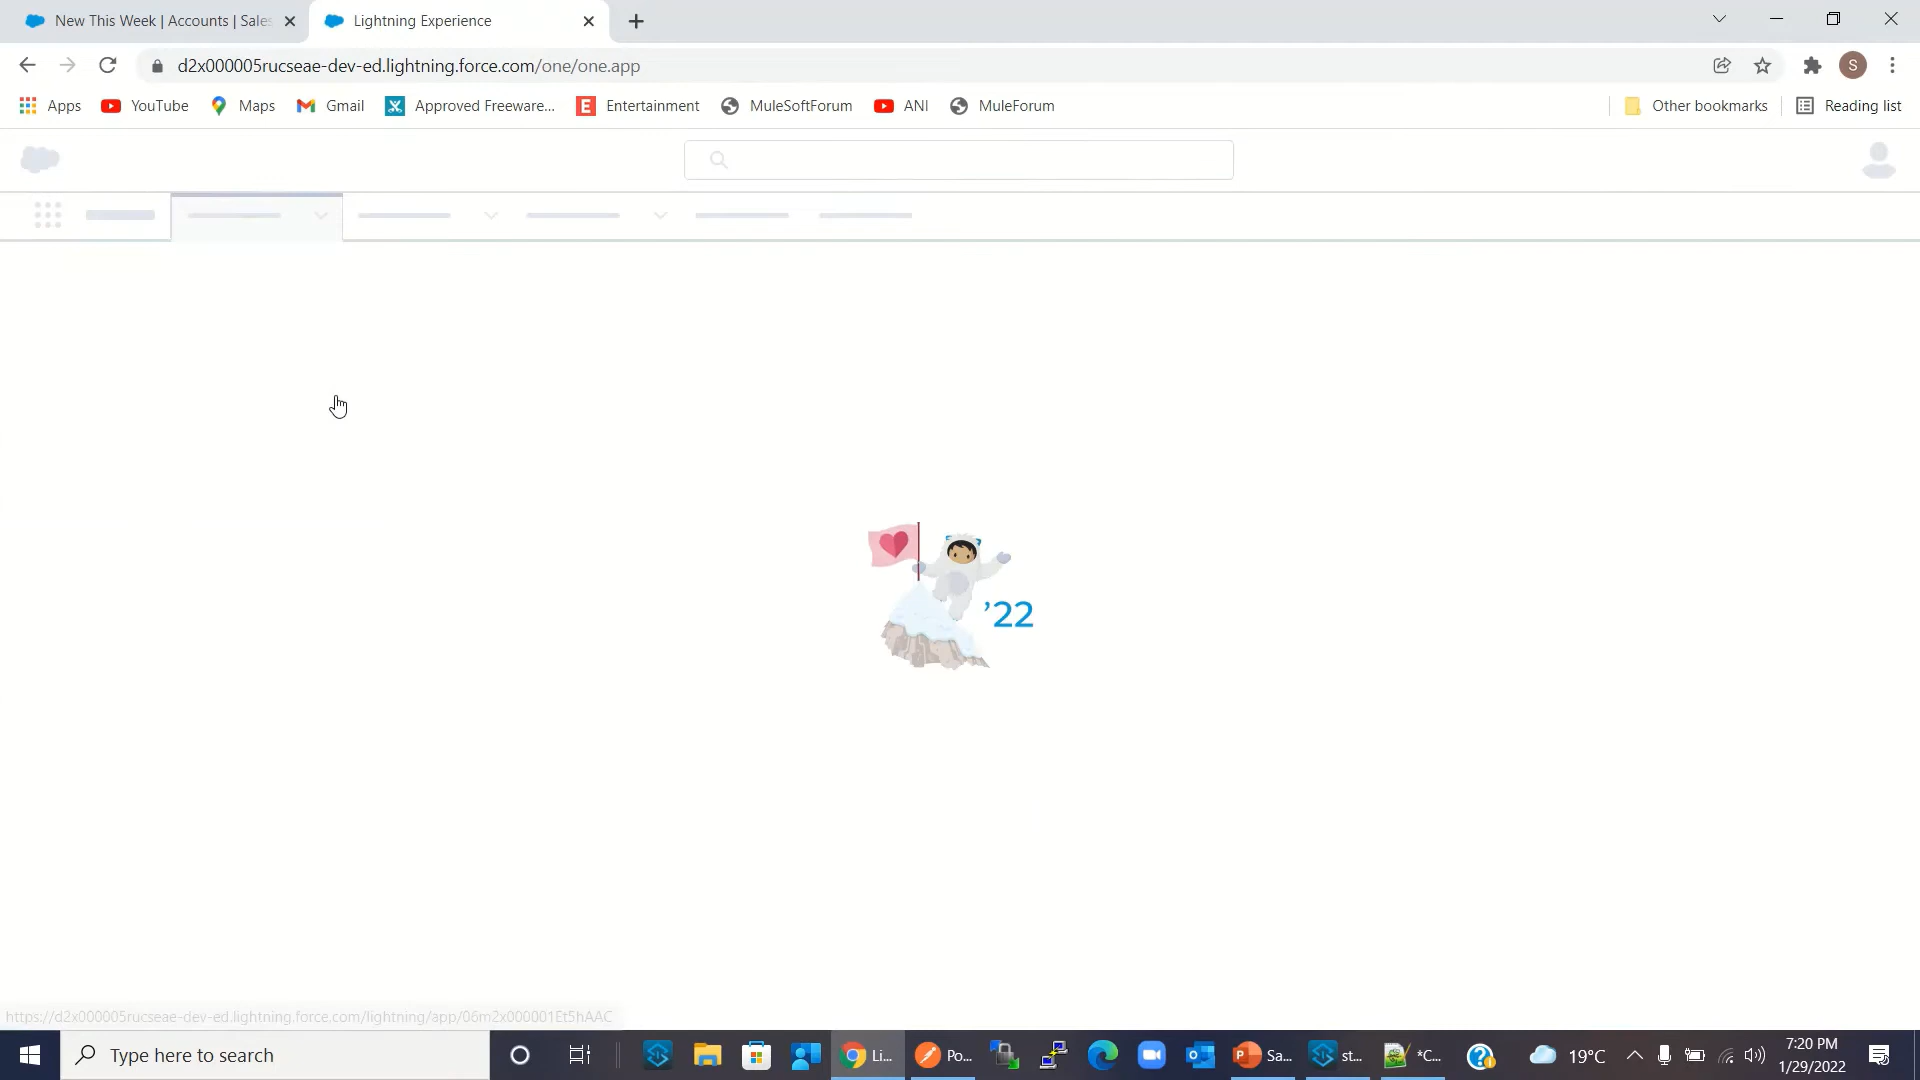 New This Week | Accounts | Sales
Lightning Experience
d2x000005rucseae-dev-ed.lightning.force.com/one/one.app
S
Apps
YouTube
Maps
Gmail
Approved Freeware...
E
Entertainment
MuleSoftForum
ANI
MuleForum
Other bookmarks
Reading list
’22
https://d2x000005rucseae-dev-ed.lightning.force.com/lightning/app/06m2x000001Et5hAAC
Type here to search
Li...
Po...
Sa...
st...
*C...
19°C
7:20 PM
1/29/2022